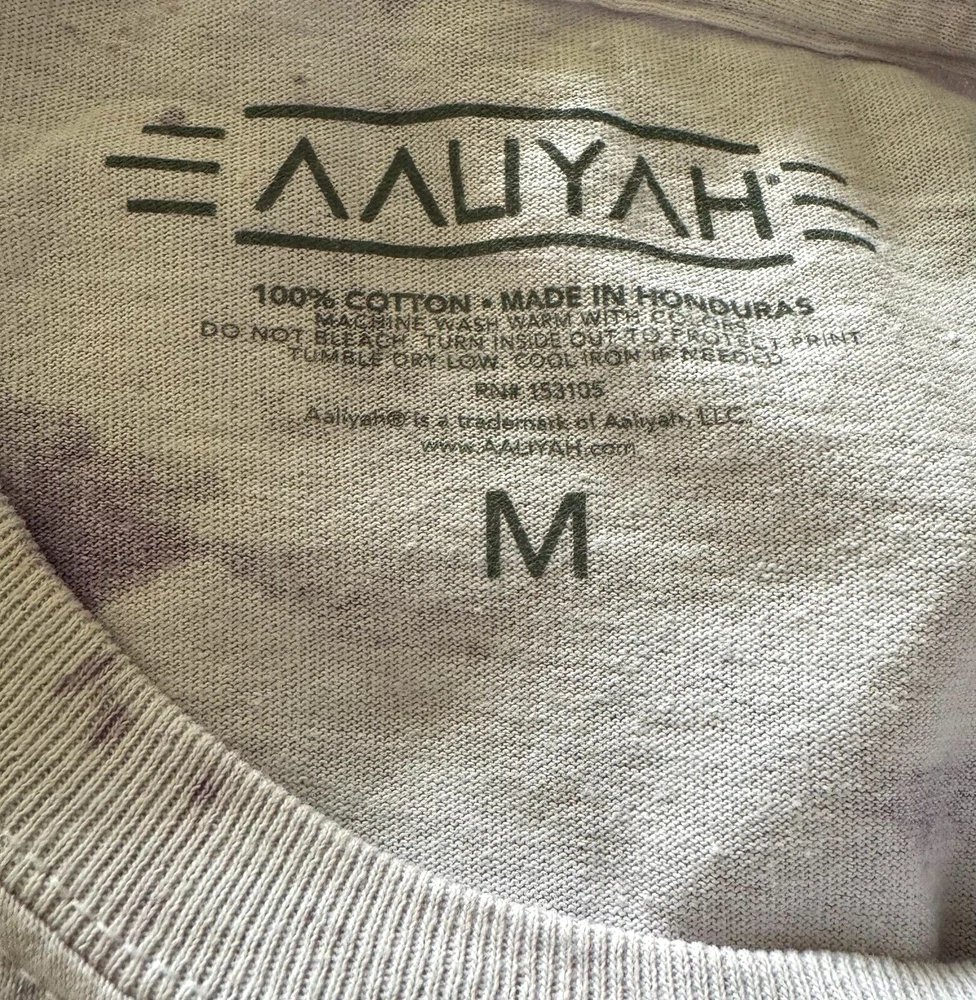 AALIYAH®
100% COTTON • MADE IN HONDURAS
MACHINE WASH WARM WITH COLORS
DO NOT BLEACH. TURN INSIDE OUT TO PROTECT PRINT
TUMBLE DRY LOW. COOL IRON IF NEEDED.
RN# 153105
Aaliyah® is a trademark of Aaliyah, LLC.
www.AALIYAH.com
M